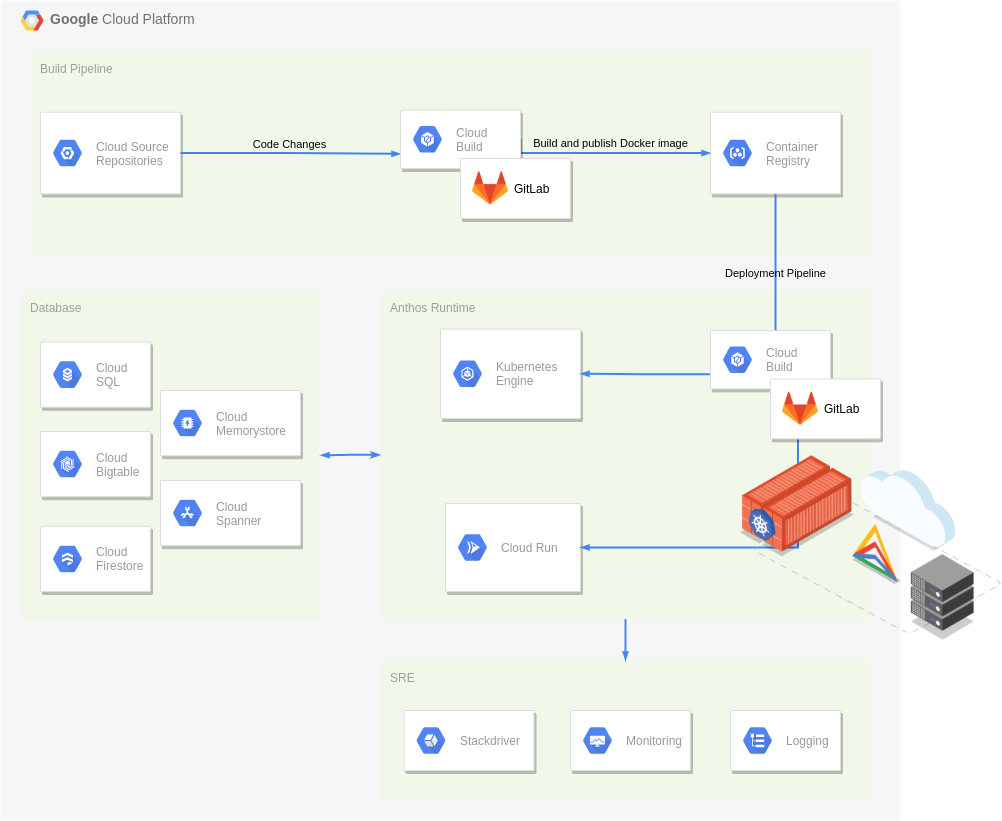 Google Cloud Platform
Build Pipeline
Cloud Source
Repositories
Code Changes
Cloud
Build
GitLab
Build and publish Docker image
Container
Registry
Deployment Pipeline
Database
Cloud
SQL
Cloud
Memorystore
Cloud
Bigtable
Cloud
Spanner
Cloud
Firestore
Anthos Runtime
Kubernetes
Engine
Cloud
Build
GitLab
Cloud Run
SRE
Stackdriver
Monitoring
Logging